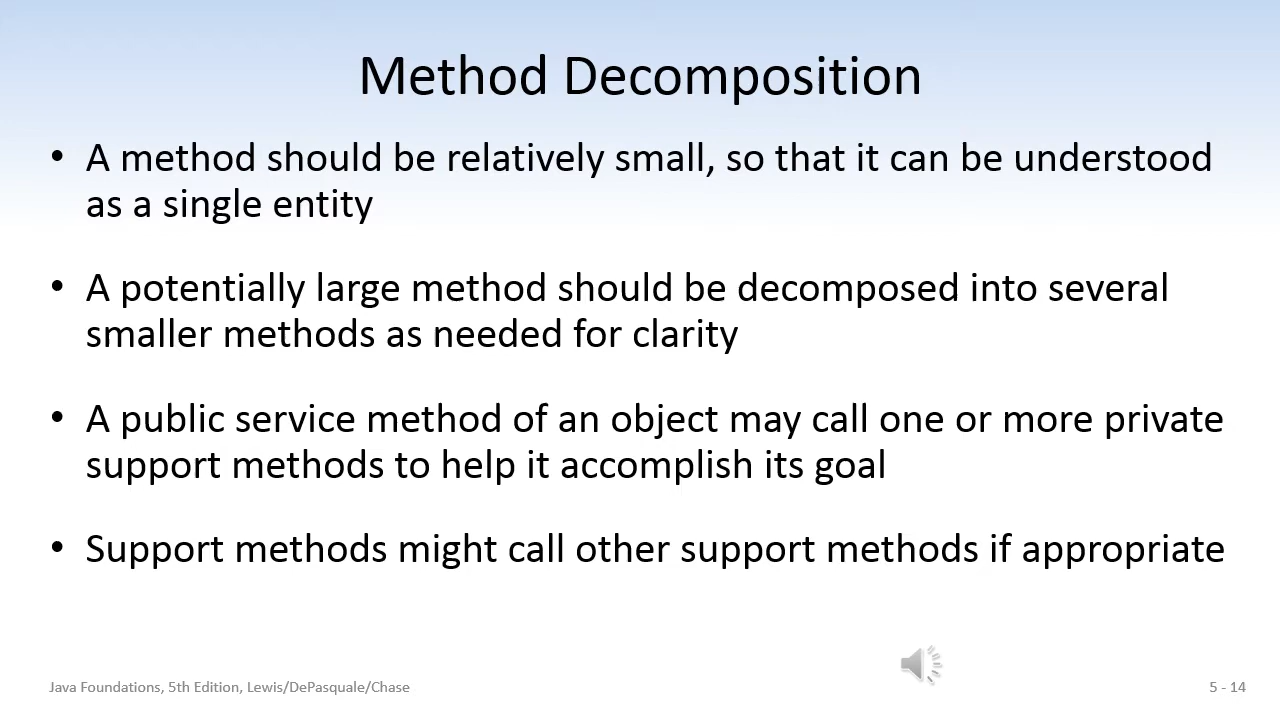 Method Decomposition
• A method should be relatively small, so that it can be understood
as a single entity
• A potentially large method should be decomposed into several
smaller methods as needed for clarity
• A public service method of an object may call one or more private
support methods to help it accomplish its goal
• Support methods might call other support methods if appropriate
Java Foundations, 5th Edition, Lewis/DePasquale/Chase
5 - 14